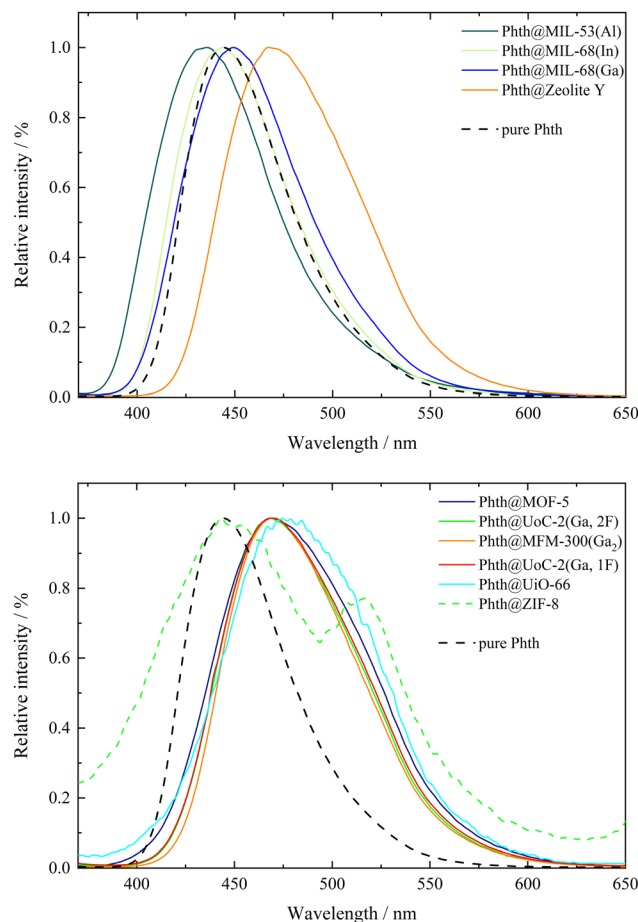 Phth@MIL-53(Al)
Phth@MIL-68(In)
Phth@MIL-68(Ga)
Phth@Zeolite Y
pure Phth
1.0
0.8
0.6
0.4
0.2
0.0
Relative intensity / %
400 450 500 550 600 650
Wavelength / nm
Phth@MOF-5
Phth@UoC-2(Ga, 2F)
Phth@MFM-300(Ga₂)
Phth@UoC-2(Ga, 1F)
Phth@UiO-66
Phth@ZIF-8
pure Phth
1.0
0.8
0.6
0.4
0.2
0.0
Relative intensity / %
400 450 500 550 600 650
Wavelength / nm